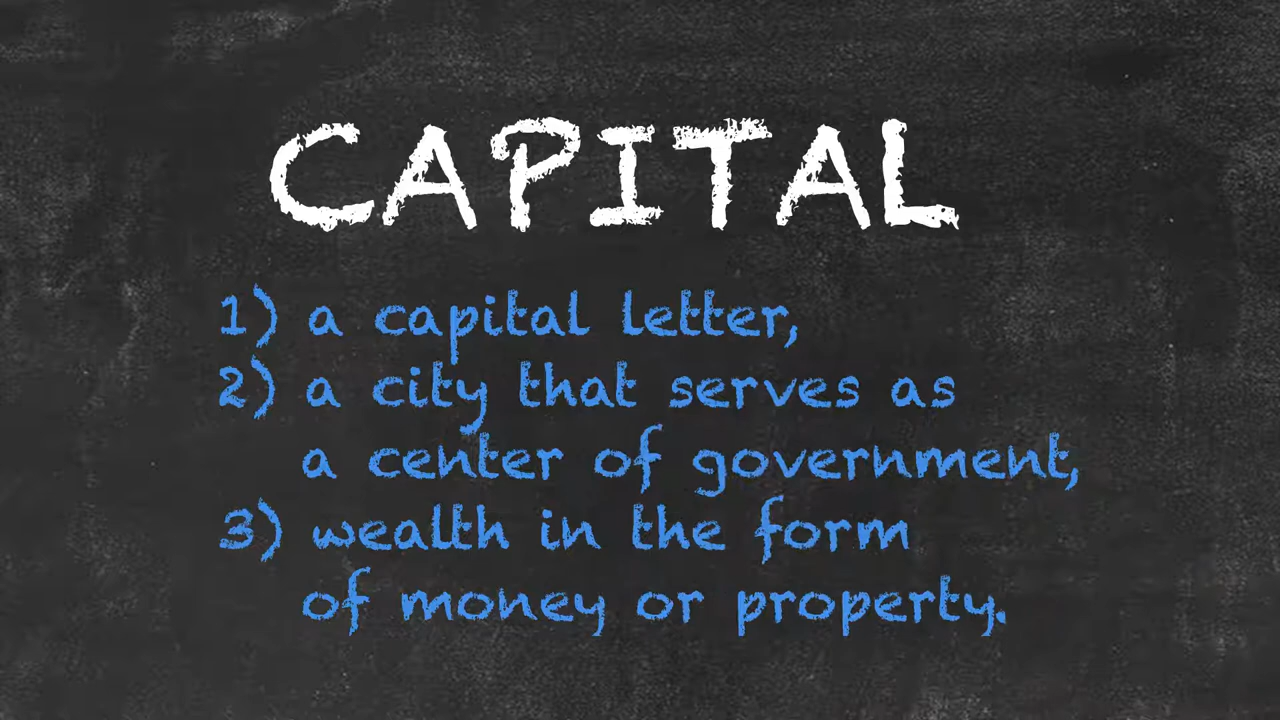 CAPITAL
1) a capital letter,
2) a city that serves as
a center of government,
3) wealth in the form
of money or property.